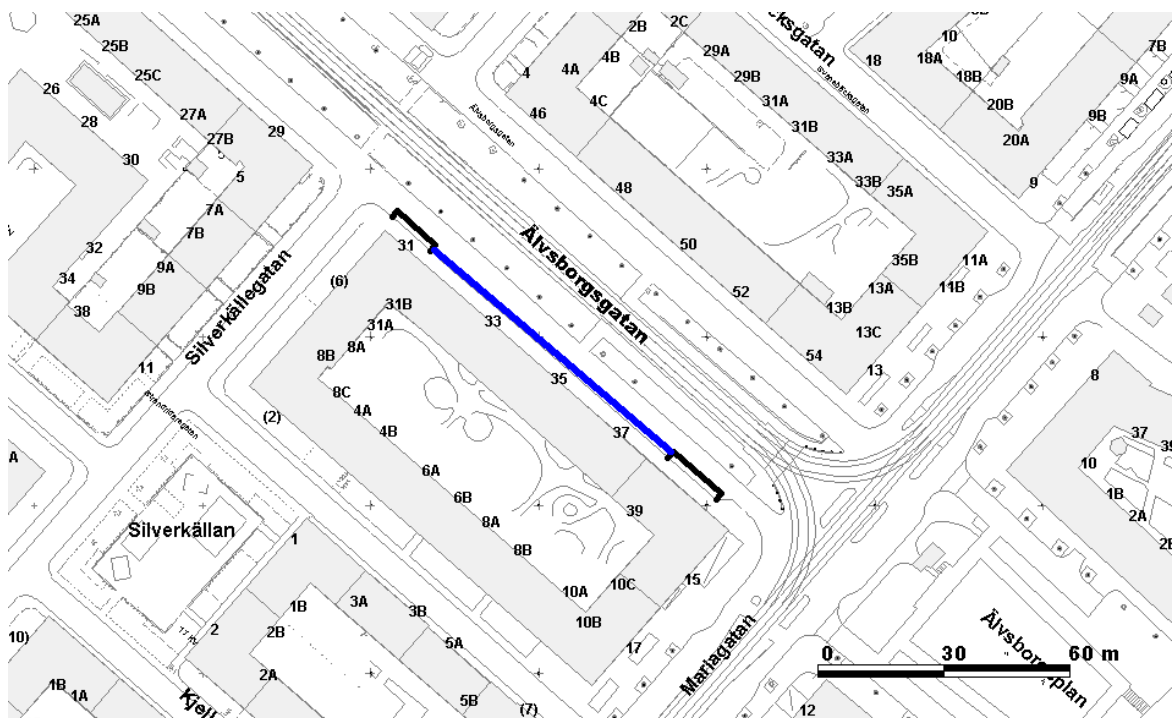 25A
25B
25C
26
28
30
27A
27B
29
5
7A
7B
9A
9B
32
34
38
11
Silverkällegatan
2B
2C
4
4A
4B
4C
46
48
50
52
54
Älvsborgsgatan
Älvsborgsgatan
29A
29B
31A
31B
33A
33B
35A
35B
13A
13B
13C
13
11A
11B
18
10
18A
18B
20B
20A
9
7B
9A
9B
31
33
35
37
39
(6)
31B
31A
8A
8B
8C
4A
4B
6A
6B
8A
8B
10A
10B
10C
15
17
(2)
A
Silverkällan
1
2
1B
2B
2A
3A
3B
5A
5B
(7)
10)
1B
1A
Kjell
Mariagatan
8
37
39
10
1B
2A
2B
12
0 30 60 m